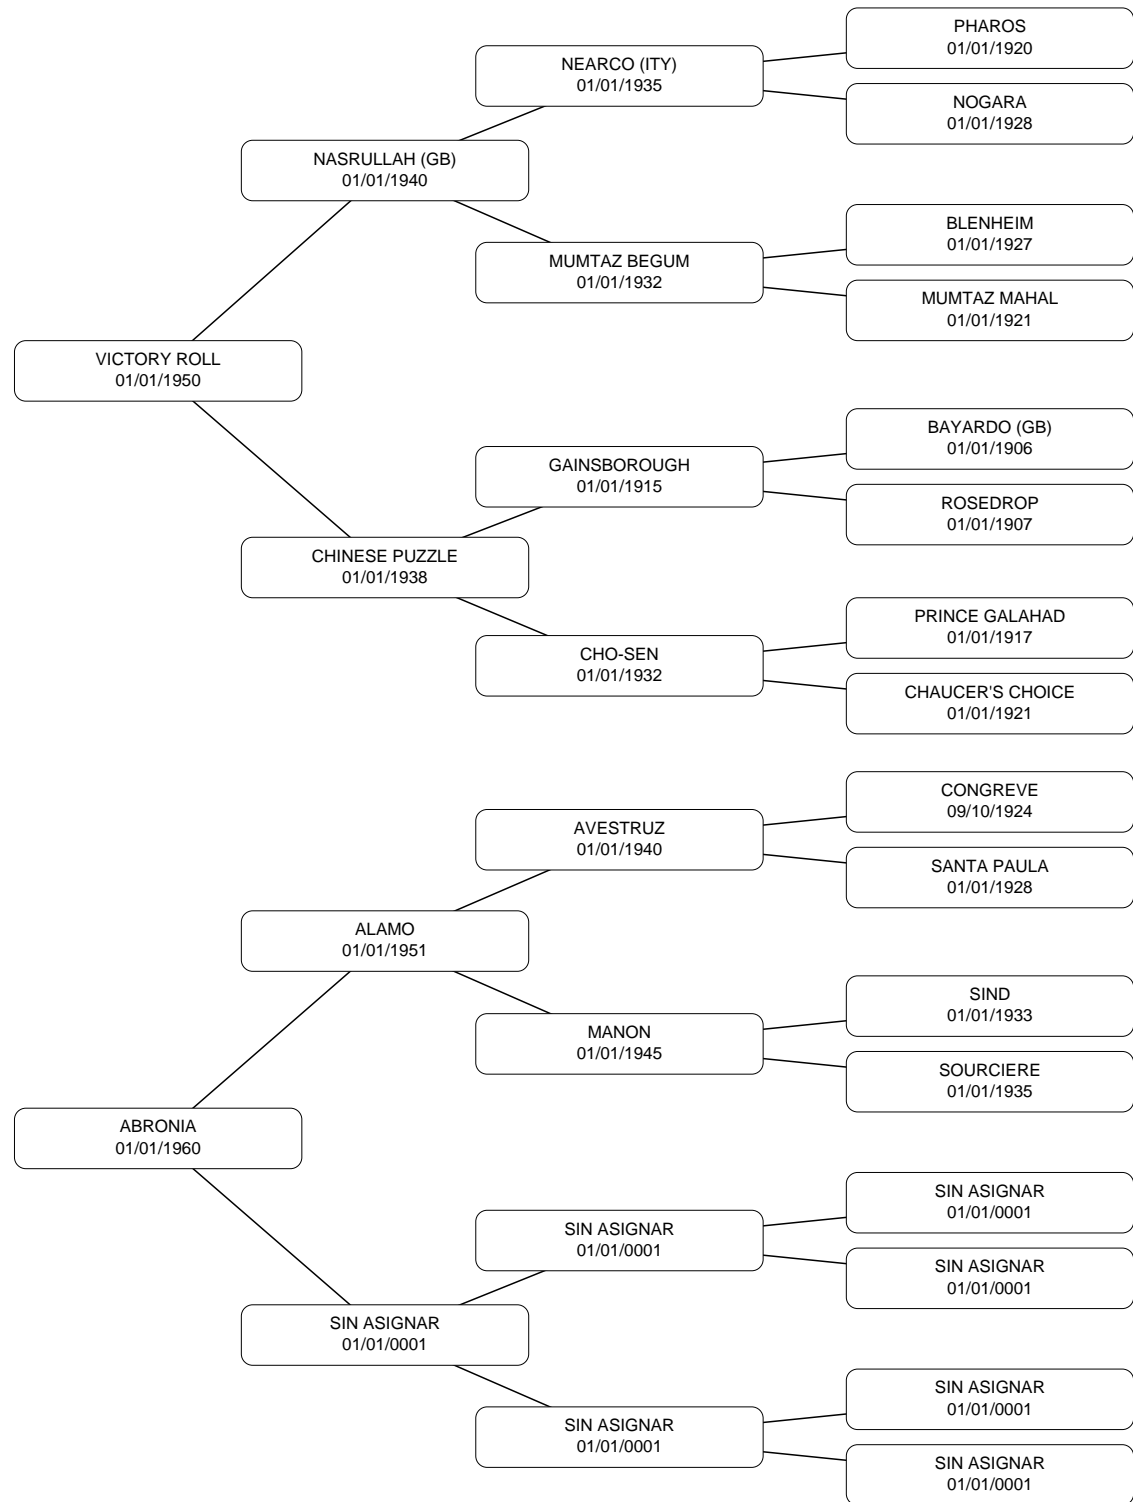 PHAROS
01/01/1920
NEARCO (ITY)
01/01/1935
NOGARA
01/01/1928
NASRULLAH (GB)
01/01/1940
BLENHEIM
01/01/1927
MUMTAZ BEGUM
01/01/1932
MUMTAZ MAHAL
01/01/1921
VICTORY ROLL
01/01/1950
BAYARDO (GB)
01/01/1906
GAINSBOROUGH
01/01/1915
ROSEDROP
01/01/1907
CHINESE PUZZLE
01/01/1938
PRINCE GALAHAD
01/01/1917
CHO-SEN
01/01/1932
CHAUCER'S CHOICE
01/01/1921
CONGREVE
09/10/1924
AVESTRUZ
01/01/1940
SANTA PAULA
01/01/1928
ALAMO
01/01/1951
SIND
01/01/1933
MANON
01/01/1945
SOURCIERE
01/01/1935
ABRONIA
01/01/1960
SIN ASIGNAR
01/01/0001
SIN ASIGNAR
01/01/0001
SIN ASIGNAR
01/01/0001
SIN ASIGNAR
01/01/0001
SIN ASIGNAR
01/01/0001
SIN ASIGNAR
01/01/0001
SIN ASIGNAR
01/01/0001